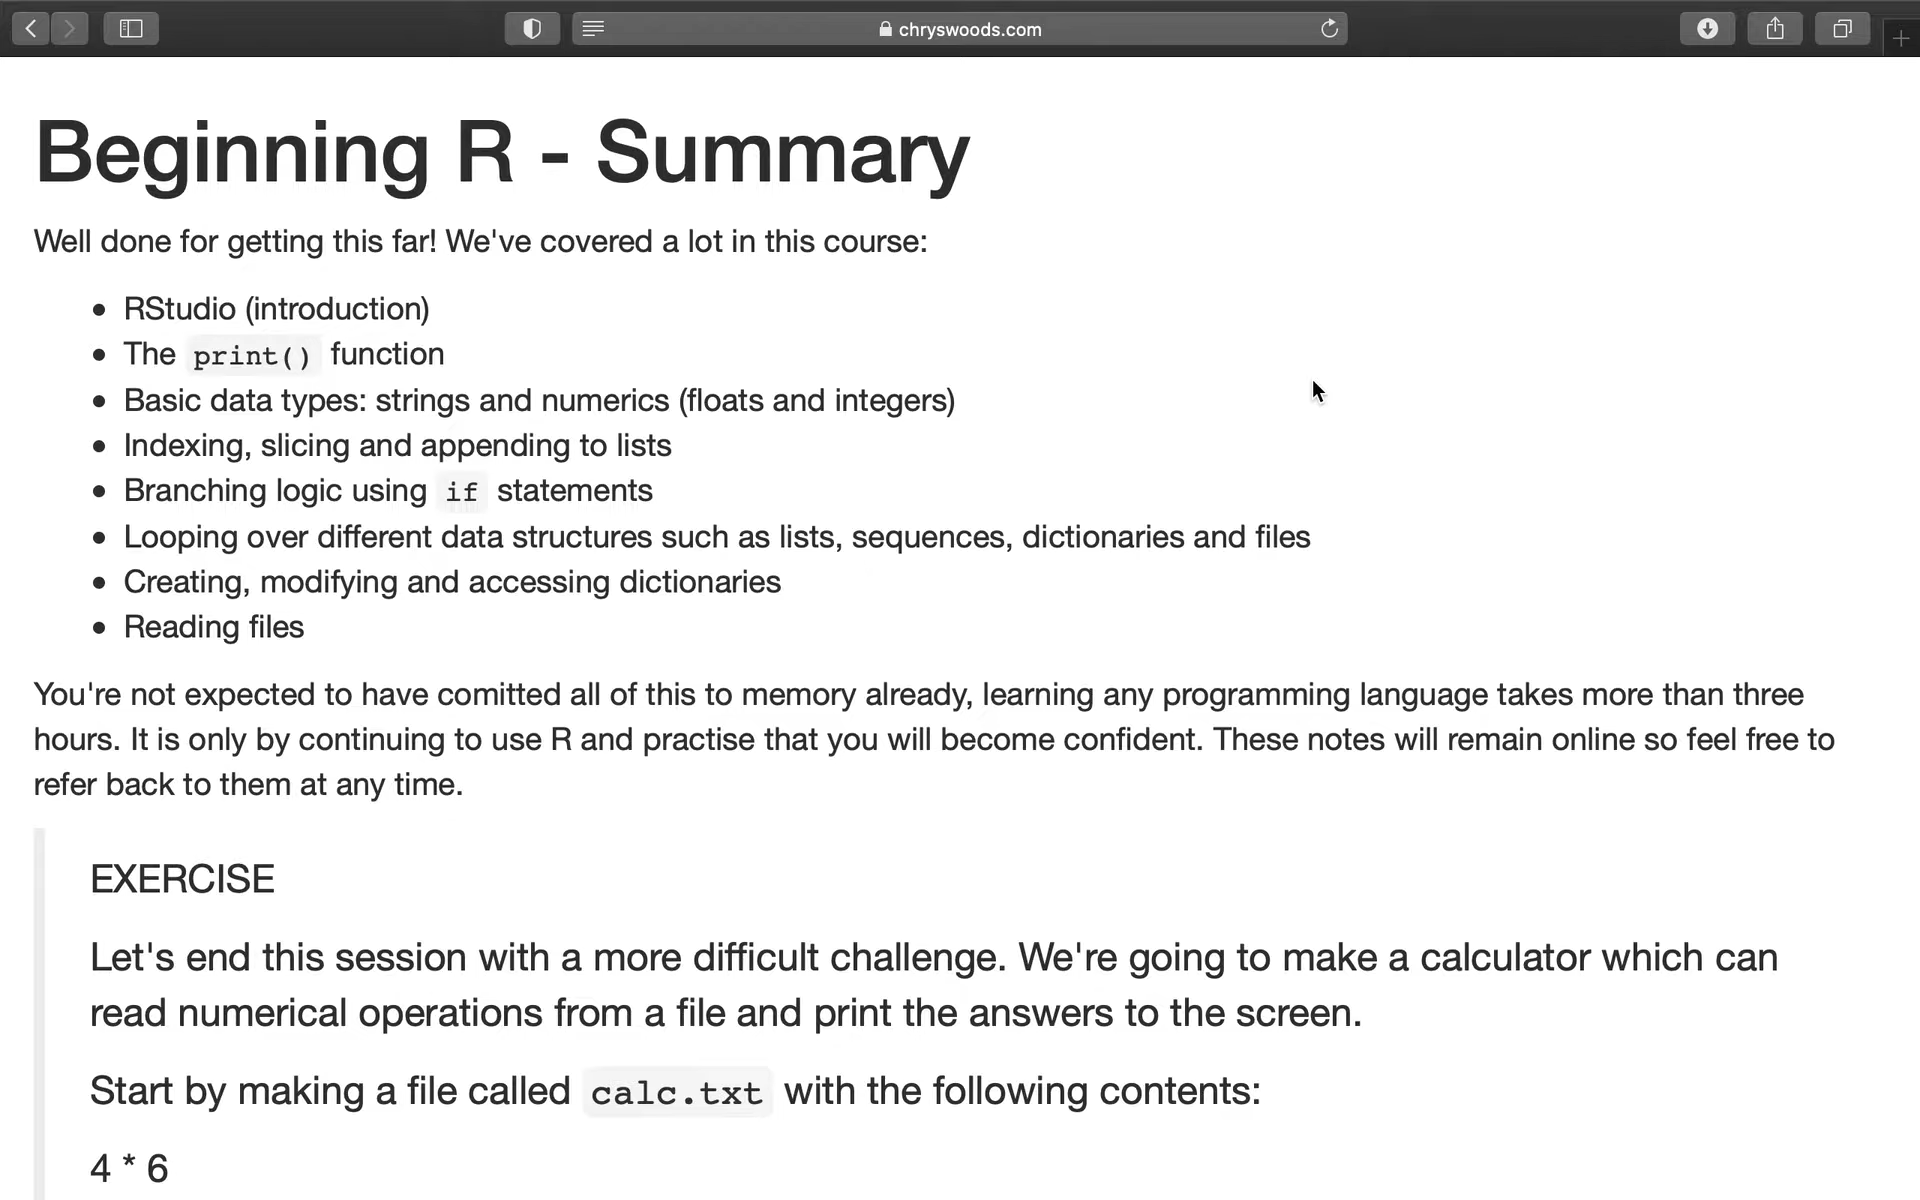 chryswoods.com
Beginning R - Summary
Well done for getting this far! We've covered a lot in this course:
• RStudio (introduction)
• The print() function
• Basic data types: strings and numerics (floats and integers)
• Indexing, slicing and appending to lists
• Branching logic using if statements
• Looping over different data structures such as lists, sequences, dictionaries and files
• Creating, modifying and accessing dictionaries
• Reading files
You're not expected to have comitted all of this to memory already, learning any programming language takes more than three
hours. It is only by continuing to use R and practise that you will become confident. These notes will remain online so feel free to
refer back to them at any time.
EXERCISE
Let's end this session with a more difficult challenge. We're going to make a calculator which can
read numerical operations from a file and print the answers to the screen.
Start by making a file called calc.txt with the following contents:
4 * 6